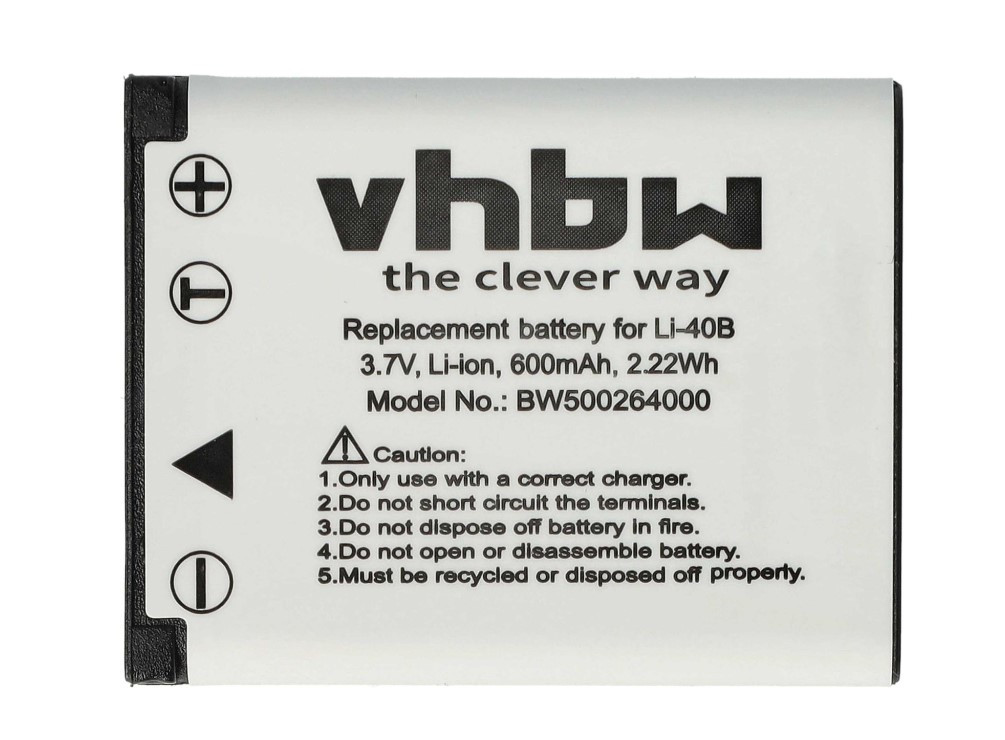 vhbw
the clever way
Replacement battery for Li-40B
3.7V, Li-ion, 600mAh, 2.22Wh
Model No.: BW500264000
Caution:
1.Only use with a correct charger.
2.Do not short circuit the terminals.
3.Do not dispose off battery in fire.
4.Do not open or disassemble battery.
5.Must be recycled or disposed off properly.
+
T
−